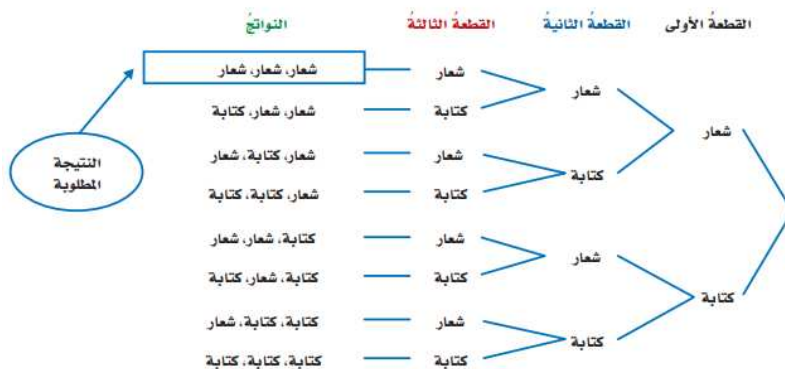 القطعةُ الأولى القطعةُ الثانيةُ القطعةُ الثالثةُ النواتجُ
شعار شعار, شعار, شعار
شعار
كتابة شعار, شعار, كتابة
شعار
شعار شعار, كتابة, شعار
كتابة
كتابة شعار, كتابة, كتابة
النتيجة
المطلوبة
شعار كتابة, شعار, شعار
شعار
كتابة كتابة, شعار, كتابة
كتابة
شعار كتابة, كتابة, شعار
كتابة
كتابة كتابة, كتابة, كتابة